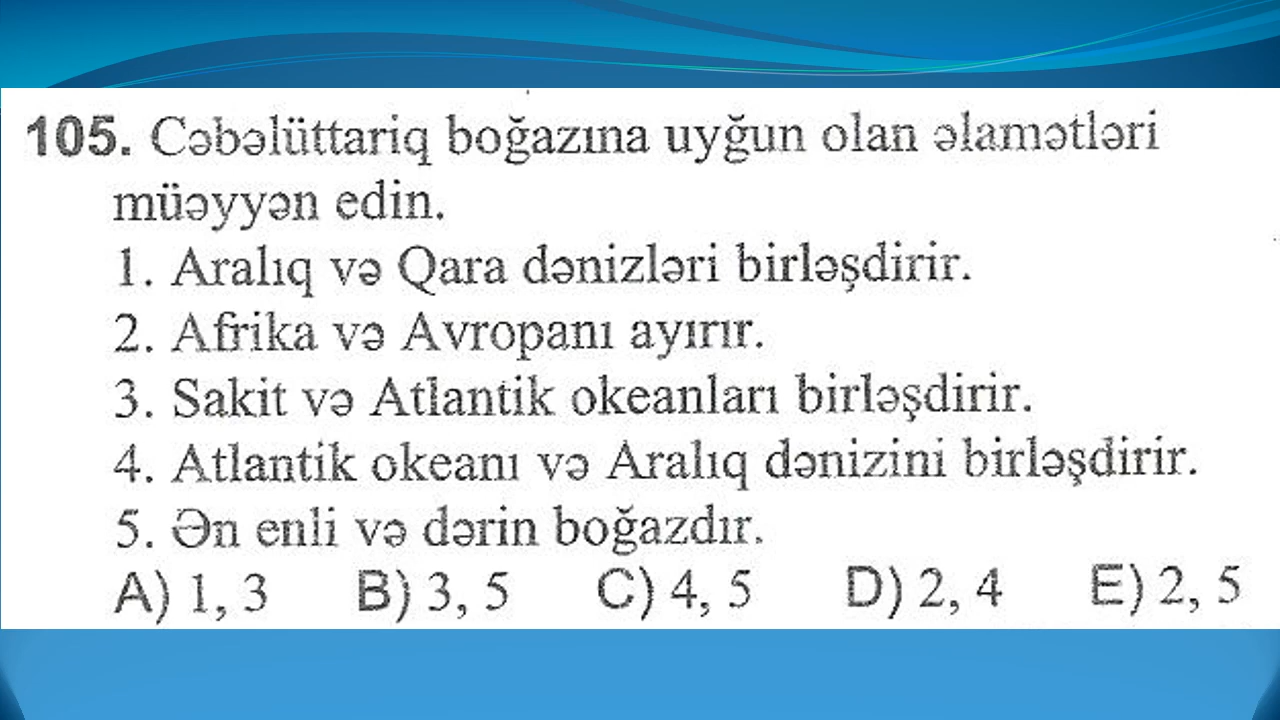 105. Cəbəlüttariq boğazına uyğun olan əlamətləri
müəyyən edin.
1. Aralıq və Qara dənizləri birləşdirir.
2. Afrika və Avropanı ayırır.
3. Sakit və Atlantik okeanları birləşdirir.
4. Atlantik okeanı və Aralıq dənizini birləşdirir.
5. Ən enli və dərin boğazdır.
A) 1, 3 B) 3, 5 C) 4, 5 D) 2, 4 E) 2, 5